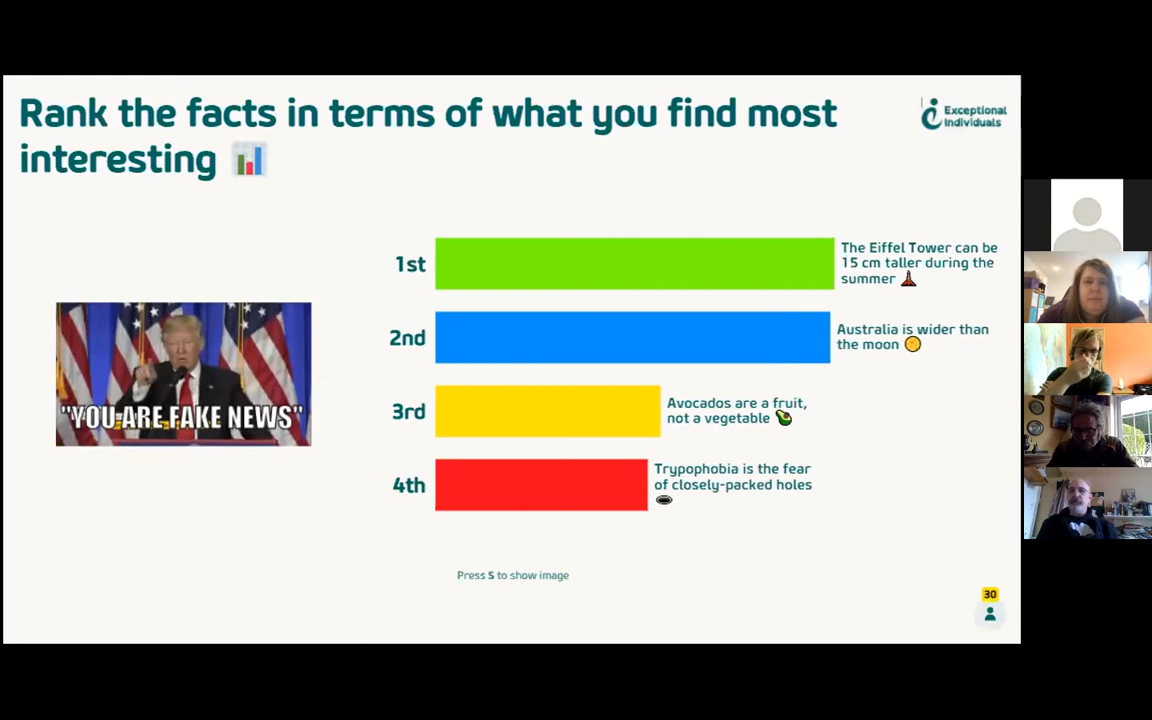 Rank the facts in terms of what you find most
interesting
Exceptional
Individuals
1st
The Eiffel Tower can be
15 cm taller during the
summer
2nd
Australia is wider than
the moon
3rd
Avocados are a fruit,
not a vegetable
4th
Trypophobia is the fear
of closely-packed holes
"YOU ARE FAKE NEWS"
Press S to show image
30